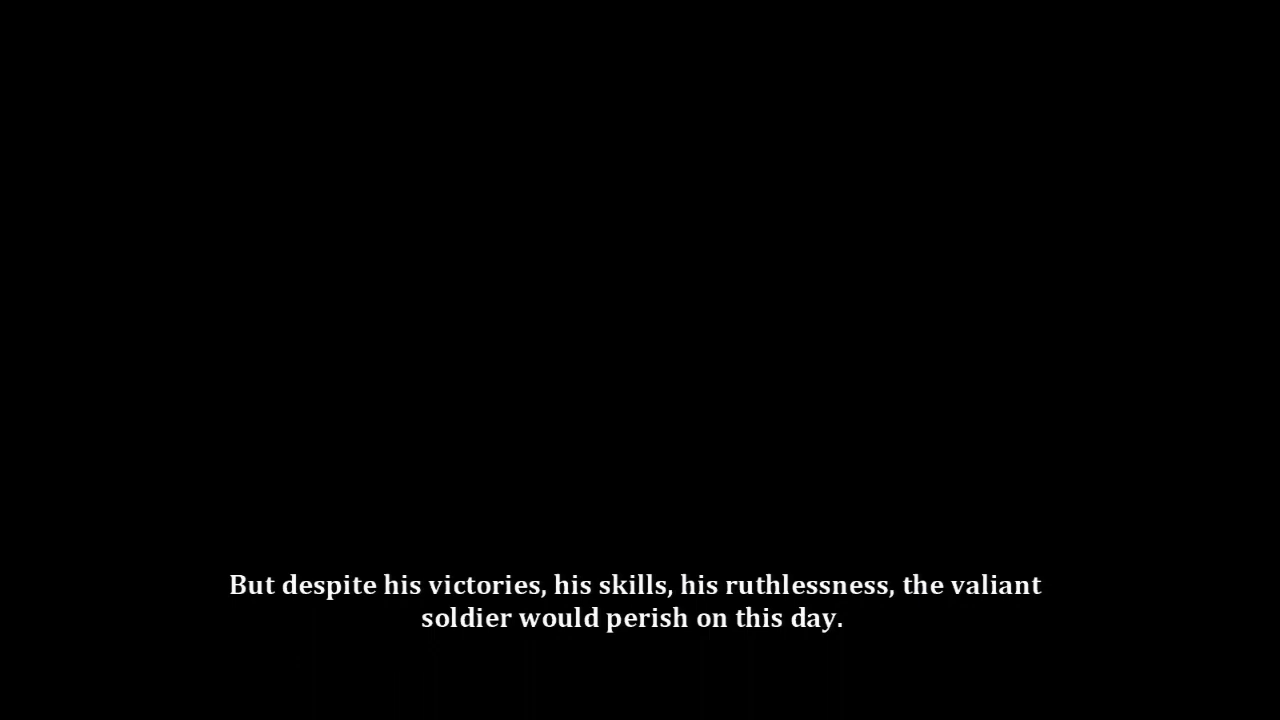 But despite his victories, his skills, his ruthlessness, the valiant
soldier would perish on this day.